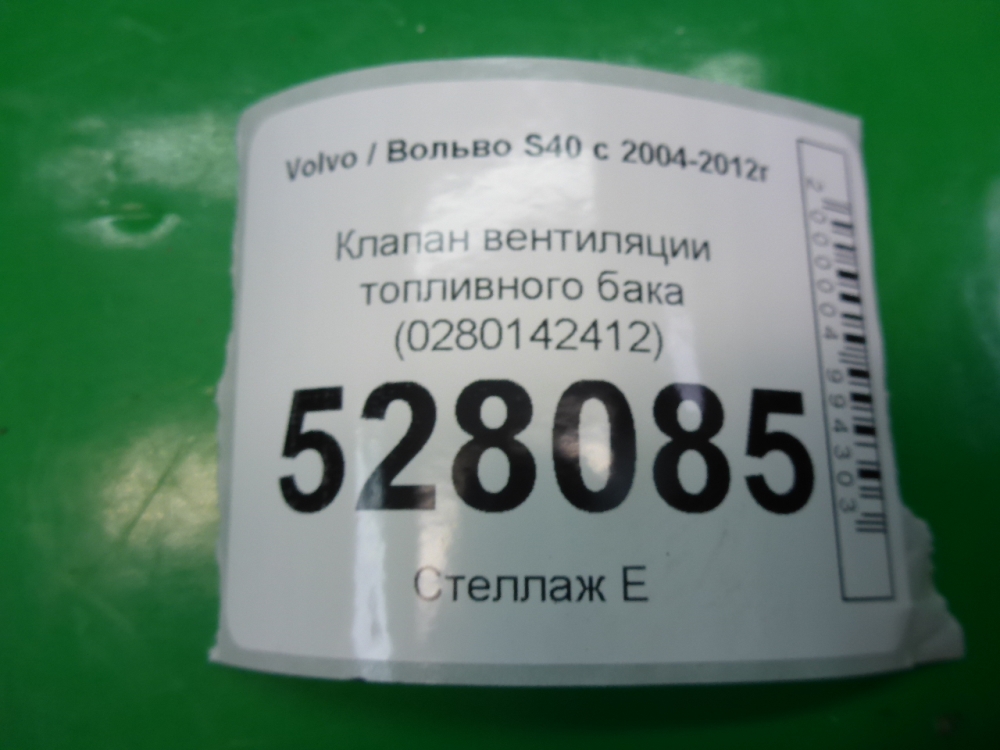 Volvo / Вольво S40 с 2004-2012г
Клапан вентиляции
топливного бака
(0280142412)
528085
Стеллаж Е
2000004994303